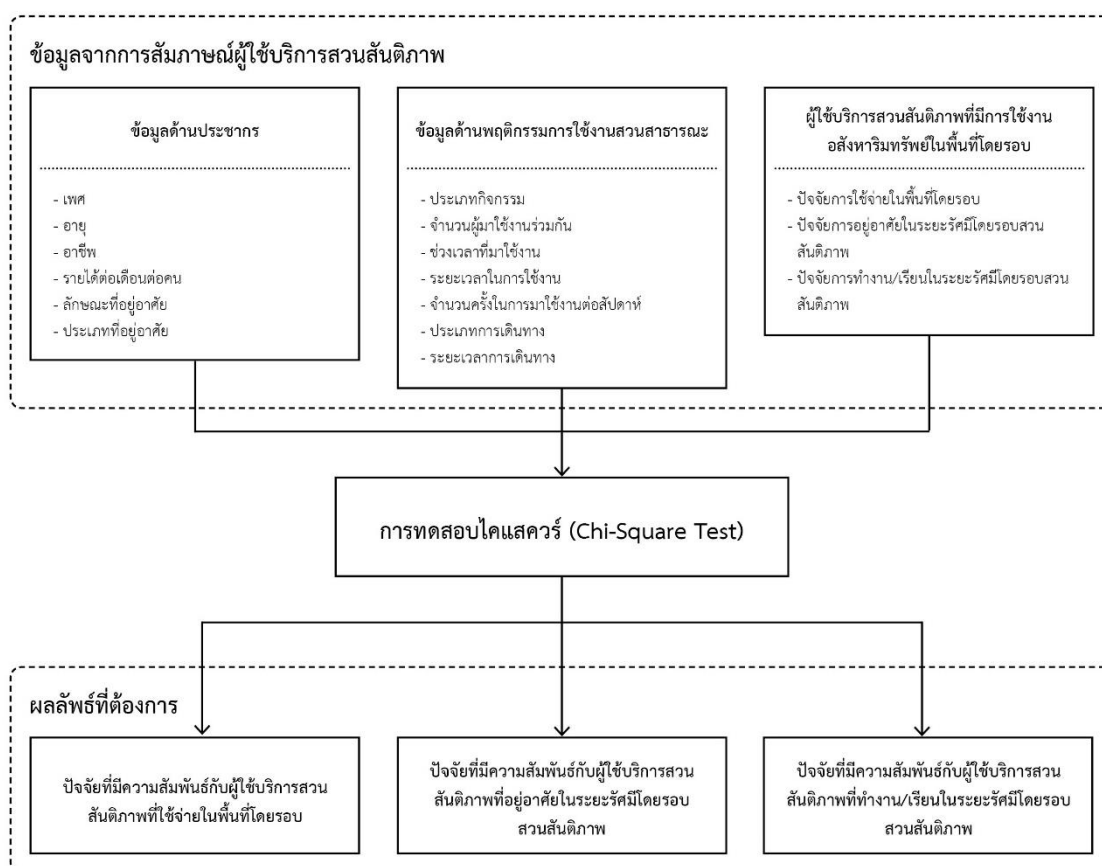 ข้อมูลจากการสัมภาษณ์ผู้ใช้บริการสวนสันติภาพ
ข้อมูลด้านประชากร
- เพศ
- อายุ
- อาชีพ
- รายได้ต่อเดือนต่อคน
- ลักษณะที่อยู่อาศัย
- ประเภทที่อยู่อาศัย
ข้อมูลด้านพฤติกรรมการใช้งานสวนสาธารณะ
- ประเภทกิจกรรม
- จำนวนผู้มาใช้งานร่วมกัน
- ช่วงเวลาที่มาใช้งาน
- ระยะเวลาในการใช้งาน
- จำนวนครั้งในการมาใช้งานต่อสัปดาห์
- ประเภทการเดินทาง
- ระยะเวลาการเดินทาง
ผู้ใช้บริการสวนสันติภาพที่มีการใช้งาน
อสังหาริมทรัพย์ในพื้นที่โดยรอบ
- ปัจจัยการใช้จ่ายในพื้นที่โดยรอบ
- ปัจจัยการอยู่อาศัยในระยะรัศมีโดยรอบสวน
สันติภาพ
- ปัจจัยการทำงาน/เรียนในระยะรัศมีโดยรอบสวน
สันติภาพ
การทดสอบไคแสควร์ (Chi-Square Test)
ผลลัพธ์ที่ต้องการ
ปัจจัยที่มีความสัมพันธ์กับผู้ใช้บริการสวน
สันติภาพที่ใช้จ่ายในพื้นที่โดยรอบ
ปัจจัยที่มีความสัมพันธ์กับผู้ใช้บริการสวน
สันติภาพที่อยู่อาศัยในระยะรัศมีโดยรอบ
สวนสันติภาพ
ปัจจัยที่มีความสัมพันธ์กับผู้ใช้บริการสวน
สันติภาพที่ทำงาน/เรียนในระยะรัศมีโดยรอบ
สวนสันติภาพ